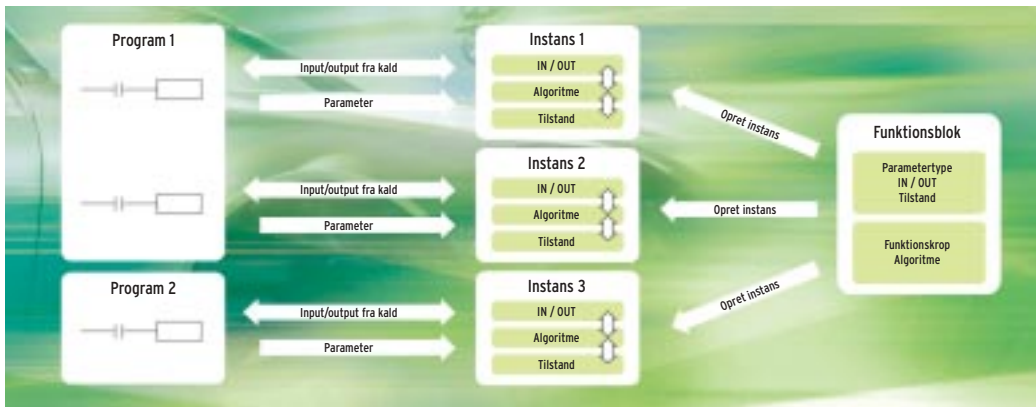 Program 1
Input/output fra kald
Parameter
Input/output fra kald
Parameter
Program 2
Input/output fra kald
Parameter
Instans 1
IN / OUT
Algoritme
Tilstand
Instans 2
IN / OUT
Algoritme
Tilstand
Instans 3
IN / OUT
Algoritme
Tilstand
Opret instans
Opret instans
Opret instans
Funktionsblok
Parametertype
IN / OUT
Tilstand
Funktionskrop
Algoritme